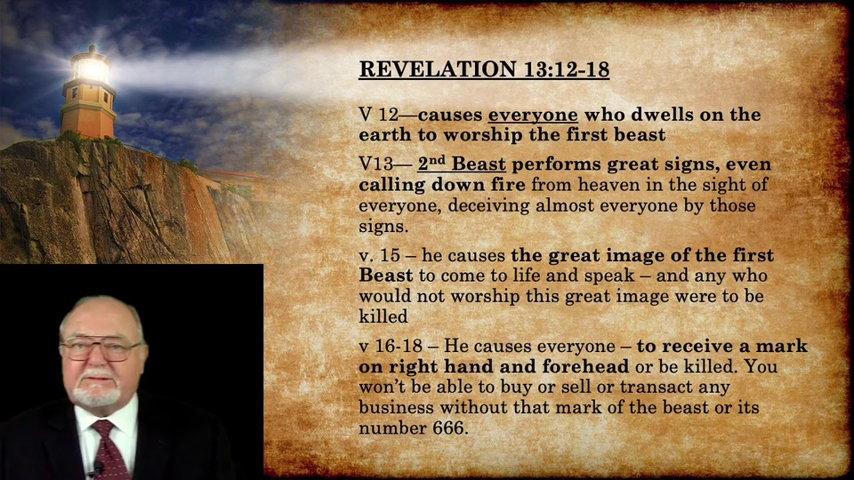 REVELATION 13:12-18
V 12—causes everyone who dwells on the
earth to worship the first beast
V13— 2nd Beast performs great signs, even
calling down fire from heaven in the sight of
everyone, deceiving almost everyone by those
signs.
v. 15 – he causes the great image of the first
Beast to come to life and speak – and any who
would not worship this great image were to be
killed
v 16-18 – He causes everyone – to receive a mark
on right hand and forehead or be killed. You
won't be able to buy or sell or transact any
business without that mark of the beast or its
number 666.